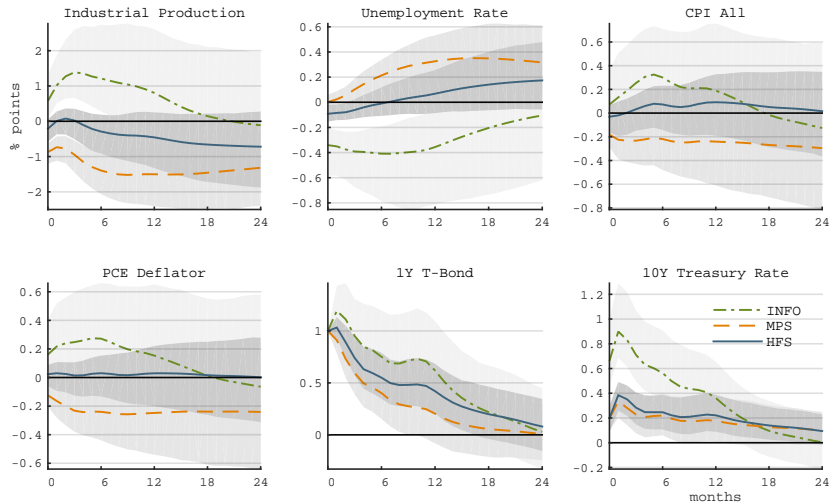 Industrial Production
Unemployment Rate
CPI All
% points
2
1
0
-1
-2
0 6 12 18 24
0.6
0.4
0.2
0
-0.2
-0.4
-0.6
-0.8
0 6 12 18 24
0.6
0.4
0.2
0
-0.2
-0.4
-0.6
-0.8
0 6 12 18 24
PCE Deflator
1Y T-Bond
10Y Treasury Rate
0.6
0.4
0.2
0
-0.2
-0.4
-0.6
0 6 12 18 24
1
0.5
0
0 6 12 18 24
1.2
1
0.8
0.6
0.4
0.2
0
-0.2
INFO
MPS
HFS
0 6 12 18 24
months